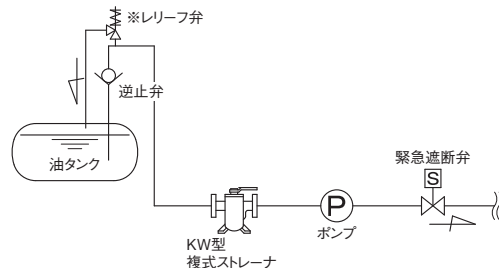 ※レリーフ弁
逆止弁
油タンク
緊急遮断弁
S
P
ポンプ
KW型
複式ストレーナ